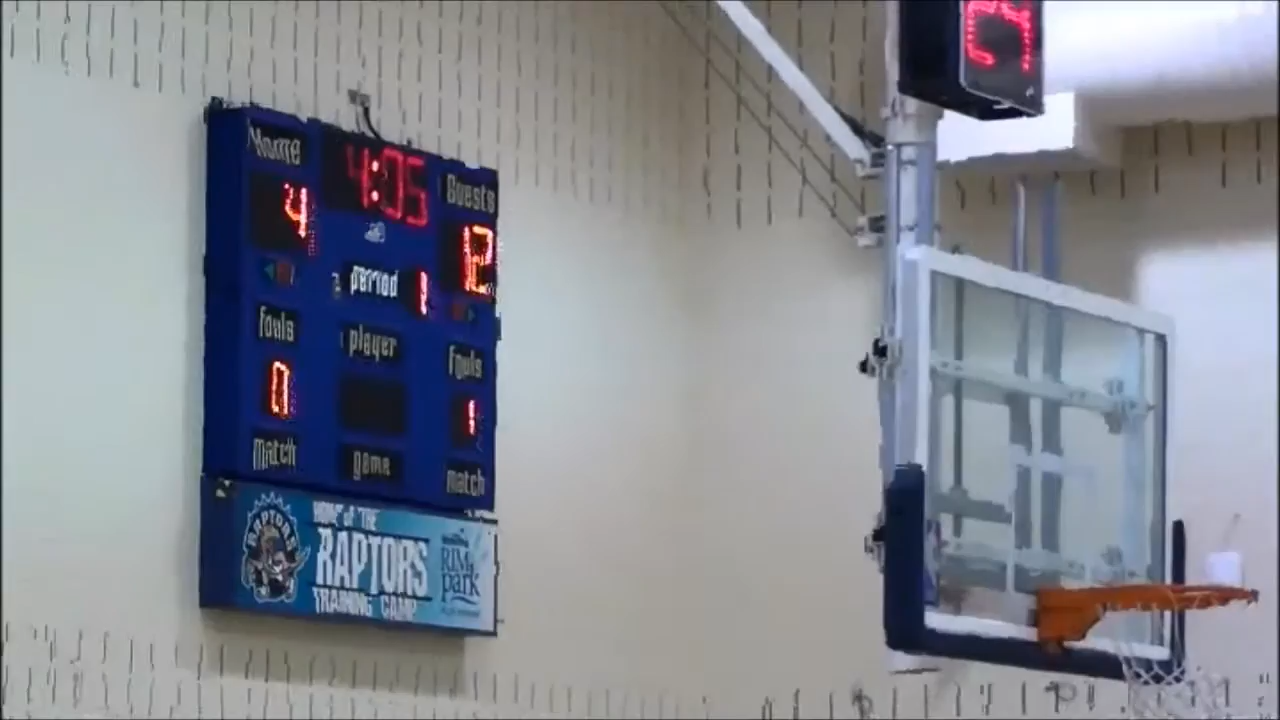 Home
4:05
Guests
4
12
period 1
fouls
player
fouls
0
1
match
game
match
RAPTORS
HOME of THE
RAPTORS
TRAINING CAMP
RIM
park